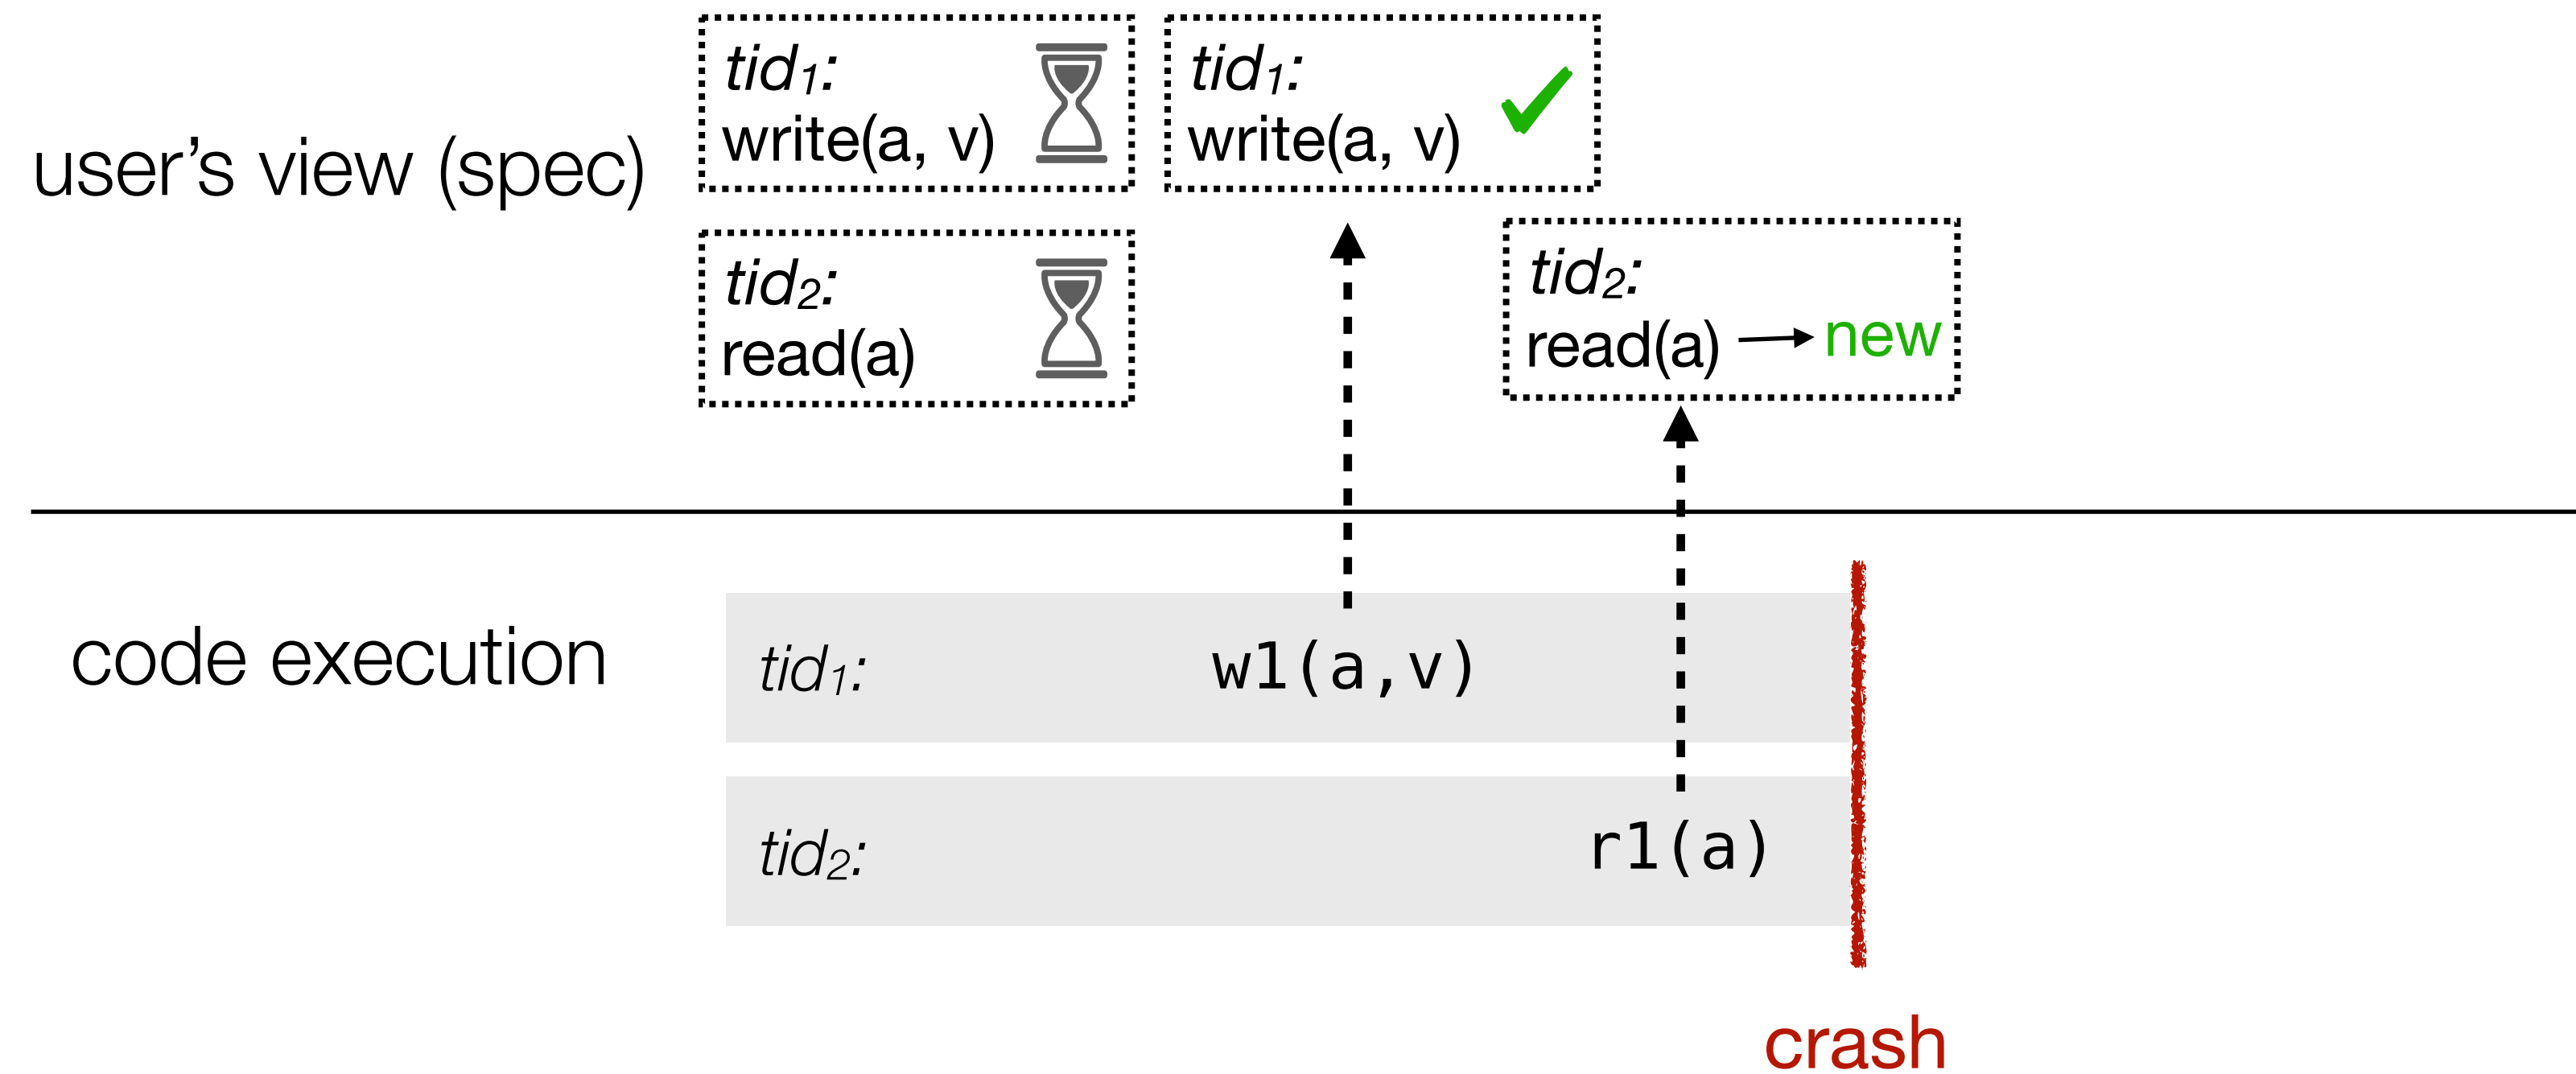 user’s view (spec)
tid₁:
write(a, v)
tid₂:
read(a)
tid₁:
write(a, v)
tid₂:
read(a) → new
code execution
tid₁:
w1(a,v)
tid₂:
r1(a)
crash